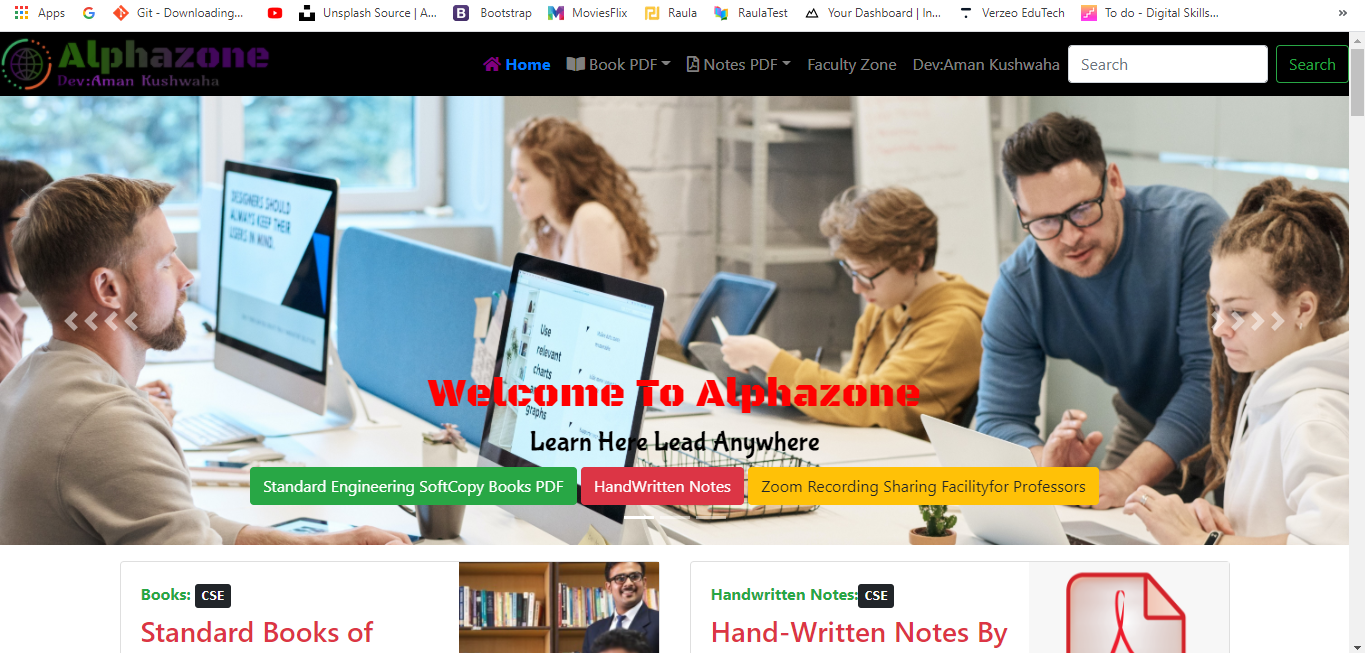 Apps
Git - Downloading...
Unsplash Source | A...
Bootstrap
MoviesFlix
Raula
RaulaTest
Your Dashboard | In...
Verzeo EduTech
To do - Digital Skills...
»
Alphazone
Dev:Aman Kushwaha
Home
Book PDF
Notes PDF
Faculty Zone
Dev:Aman Kushwaha
Search
Search
DESIGNERS SHOULD
ALWAYS KEEP THEIR
USERS IN MIND.
Use
relevant
charts
graphs
Welcome To Alphazone
Learn Here Lead Anywhere
Standard Engineering SoftCopy Books PDF
HandWritten Notes
Zoom Recording Sharing Facilityfor Professors
Books: CSE
Standard Books of
Handwritten Notes:CSE
Hand-Written Notes By